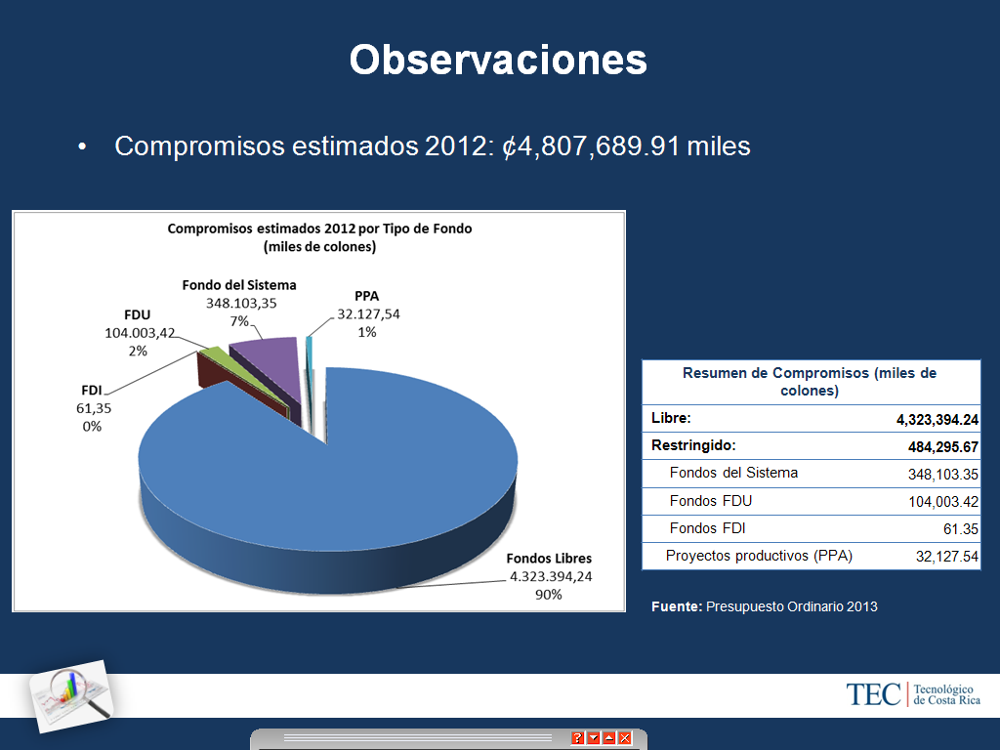 Observaciones
• Compromisos estimados 2012: ₡4,807,689.91 miles
Compromisos estimados 2012 por Tipo de Fondo
(miles de colones)
Fondo del Sistema
348.103,35
7%
PPA
32.127,54
1%
FDU
104.003,42
2%
FDI
61,35
0%
Fondos Libres
4.323.394,24
90%
Resumen de Compromisos (miles de
colones)
Libre: 4,323,394.24
Restringido: 484,295.67
Fondos del Sistema 348,103.35
Fondos FDU 104,003.42
Fondos FDI 61.35
Proyectos productivos (PPA) 32,127.54
Fuente: Presupuesto Ordinario 2013
TEC | Tecnológico
de Costa Rica
?